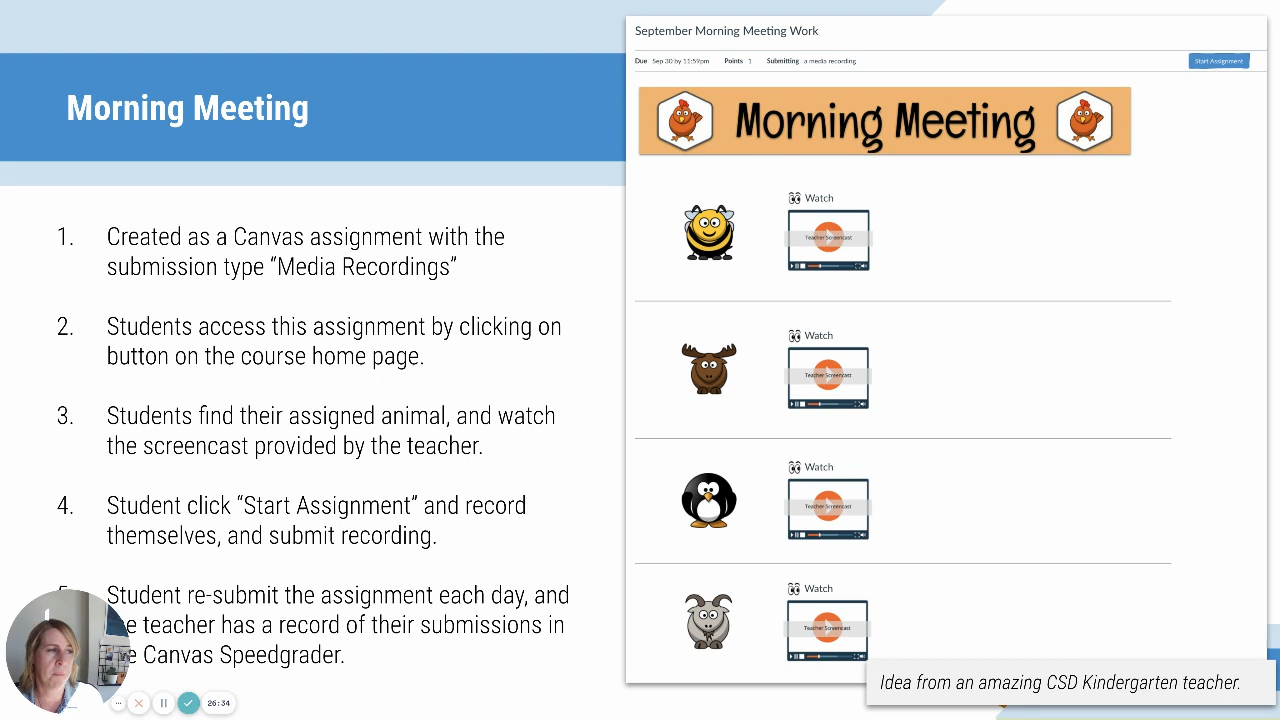 Morning Meeting
1. Created as a Canvas assignment with the
submission type “Media Recordings”
2. Students access this assignment by clicking on
button on the course home page.
3. Students find their assigned animal, and watch
the screencast provided by the teacher.
4. Student click “Start Assignment” and record
themselves, and submit recording.
Student re-submit the assignment each day, and
teacher has a record of their submissions in
Canvas Speedgrader.
26:34
September Morning Meeting Work
Due Sep 30 by 11:59pm Points 1 Submitting a media recording
Start Assignment
Morning Meeting
Watch
Teacher Screencast
Watch
Teacher Screencast
Watch
Teacher Screencast
Watch
Teacher Screencast
Idea from an amazing CSD Kindergarten teacher.